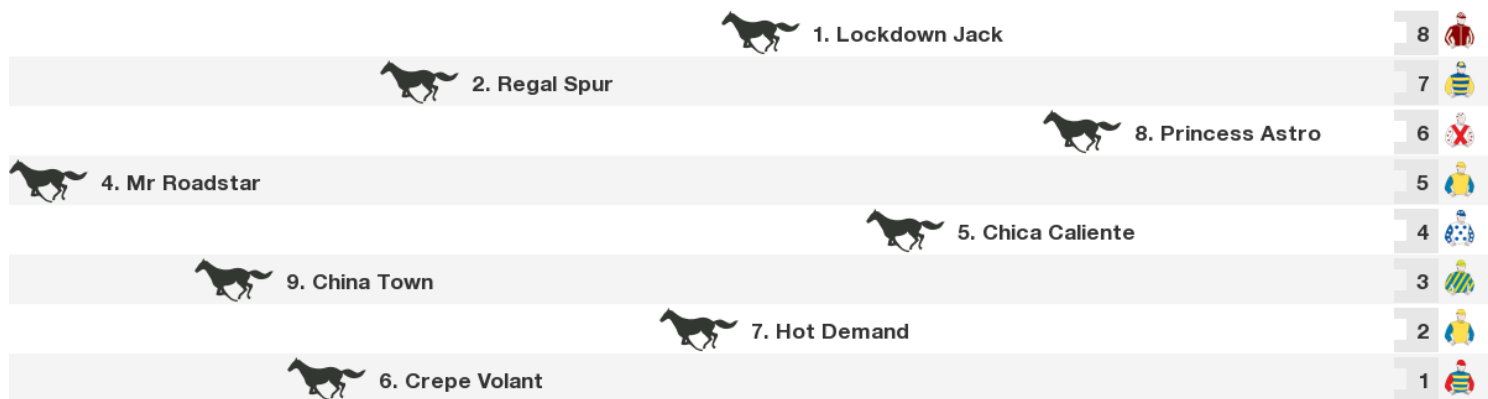 1. Lockdown Jack 8
2. Regal Spur 7
8. Princess Astro 6
4. Mr Roadstar 5
5. Chica Caliente 4
9. China Town 3
7. Hot Demand 2
6. Crepe Volant 1